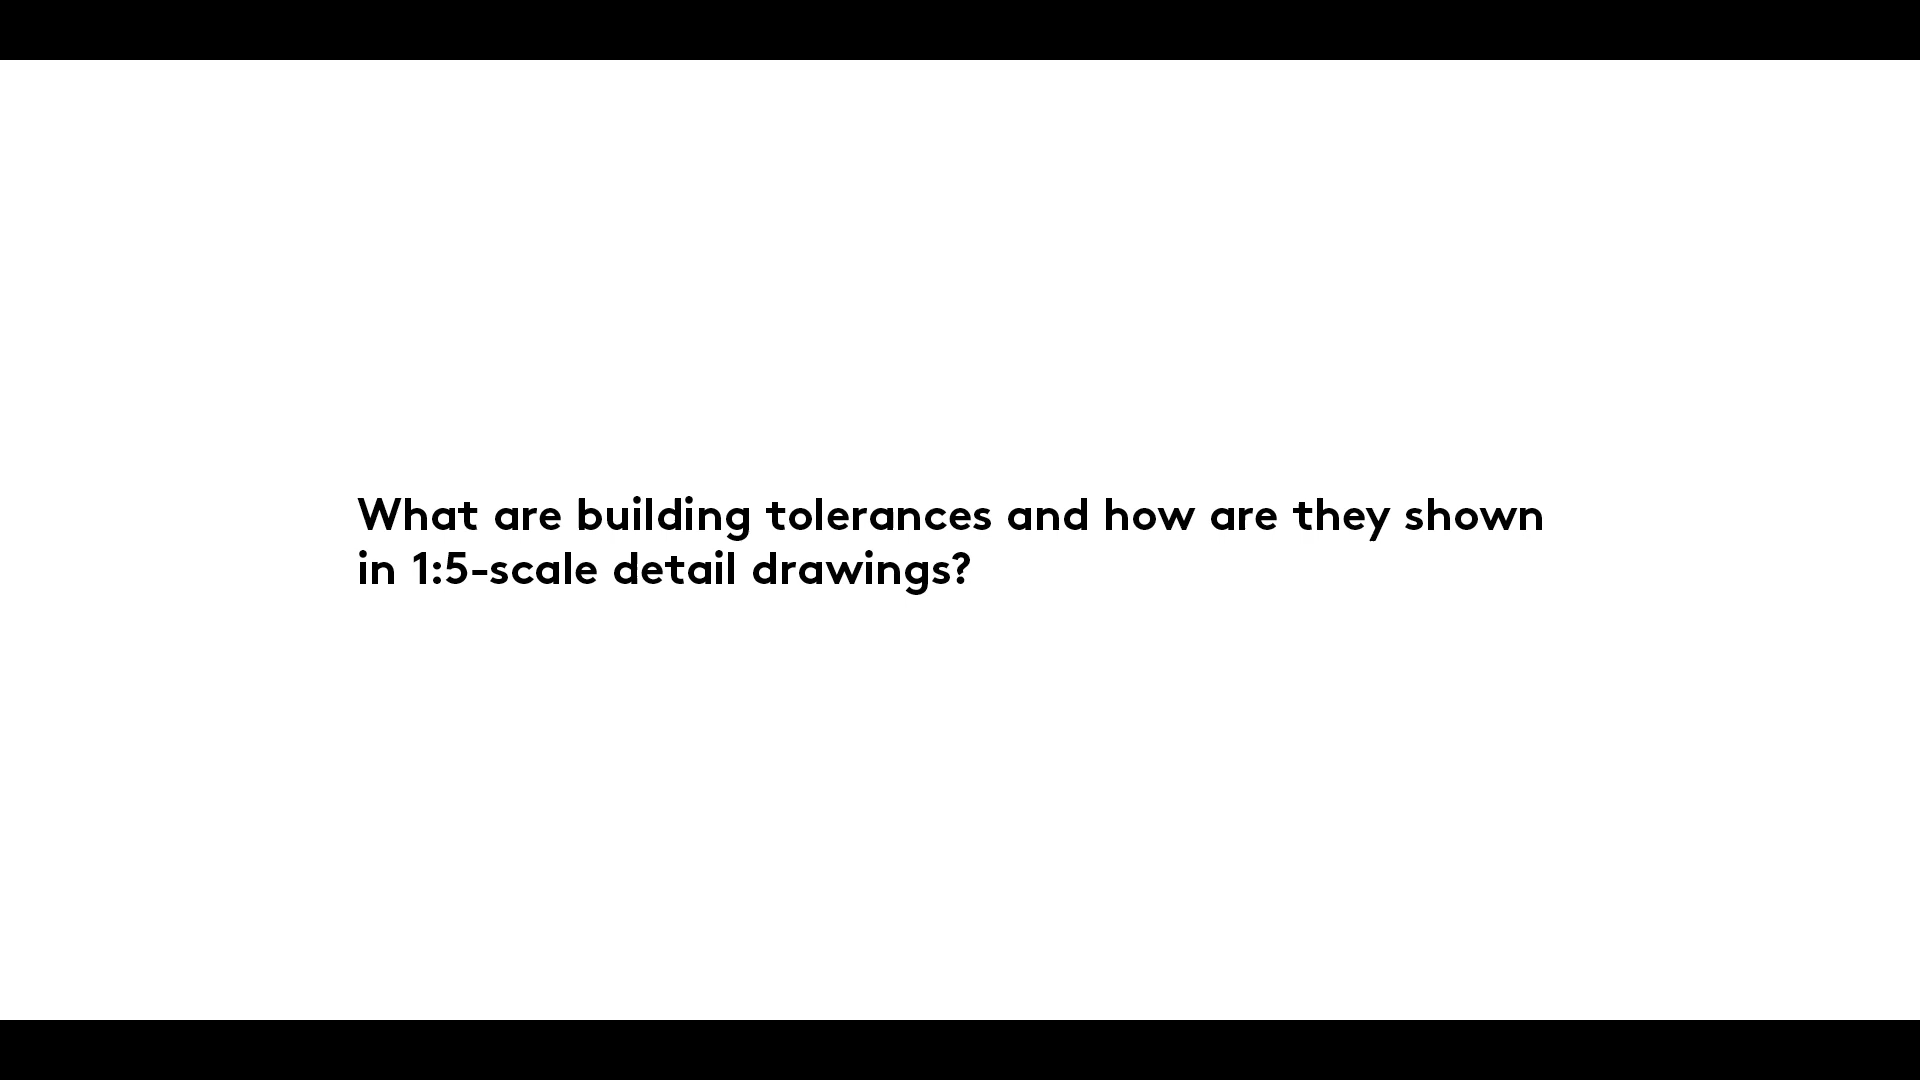 What are building tolerances and how are they shown
in 1:5-scale detail drawings?